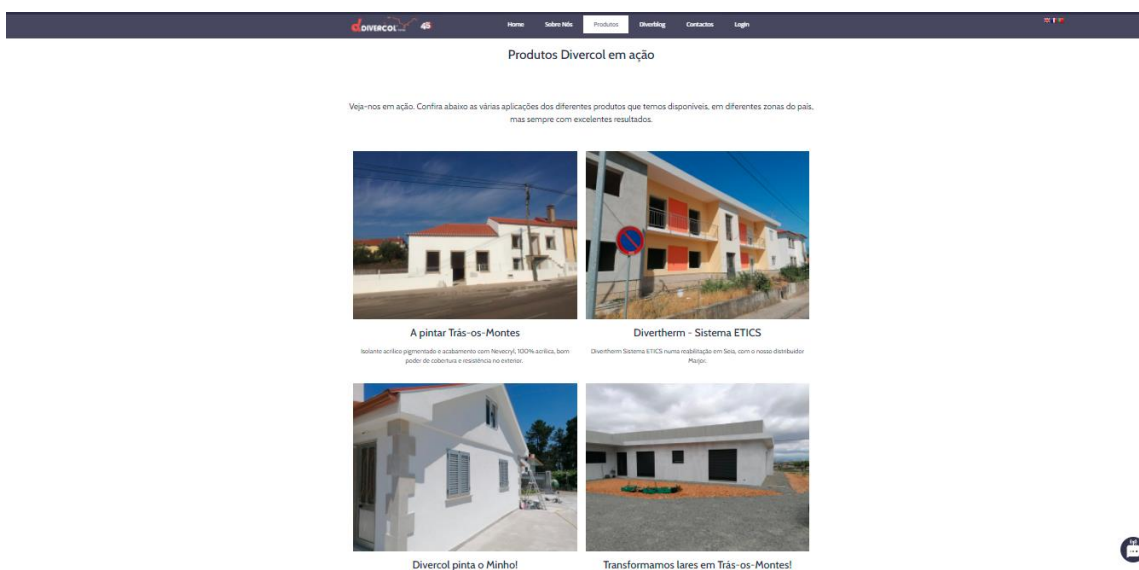 DIVERCOL 45
Home Sobre Nós Produtos Diverblog Contactos Login
Produtos Divercol em ação
Veja-nos em ação. Confira abaixo as várias aplicações dos diferentes produtos que temos disponíveis, em diferentes zonas do país,
mas sempre com excelentes resultados.
A pintar Trás-os-Montes
Isolante acrílico pigmentado e acabamento com Nevecryl, 100% acrílica, bom
poder de cobertura e resistência no exterior.
Divertherm - Sistema ETICS
Divertherm Sistema ETICS numa reabilitação em Seia, com o nosso distribuidor
Marjor.
Divercol pinta o Minho!
Transformamos lares em Trás-os-Montes!